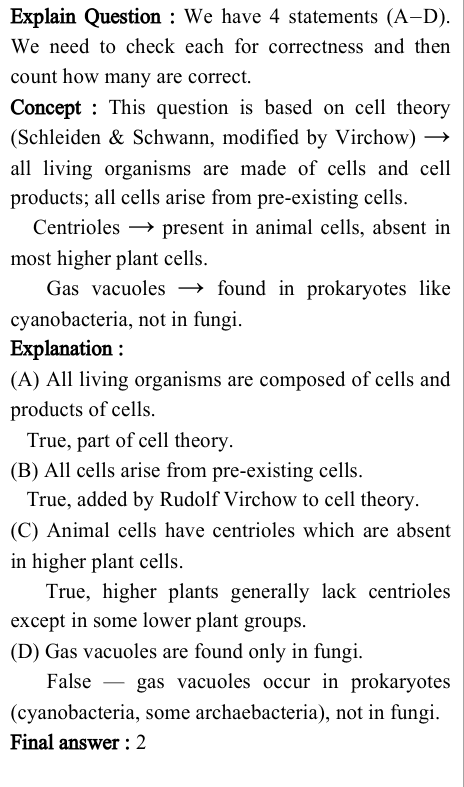 Explain Question : We have 4 statements (A–D).
We need to check each for correctness and then
count how many are correct.
Concept : This question is based on cell theory
(Schleiden & Schwann, modified by Virchow) →
all living organisms are made of cells and cell
products; all cells arise from pre-existing cells.
Centrioles → present in animal cells, absent in
most higher plant cells.
Gas vacuoles → found in prokaryotes like
cyanobacteria, not in fungi.
Explanation :
(A) All living organisms are composed of cells and
products of cells.
True, part of cell theory.
(B) All cells arise from pre-existing cells.
True, added by Rudolf Virchow to cell theory.
(C) Animal cells have centrioles which are absent
in higher plant cells.
True, higher plants generally lack centrioles
except in some lower plant groups.
(D) Gas vacuoles are found only in fungi.
False — gas vacuoles occur in prokaryotes
(cyanobacteria, some archaebacteria), not in fungi.
Final answer : 2